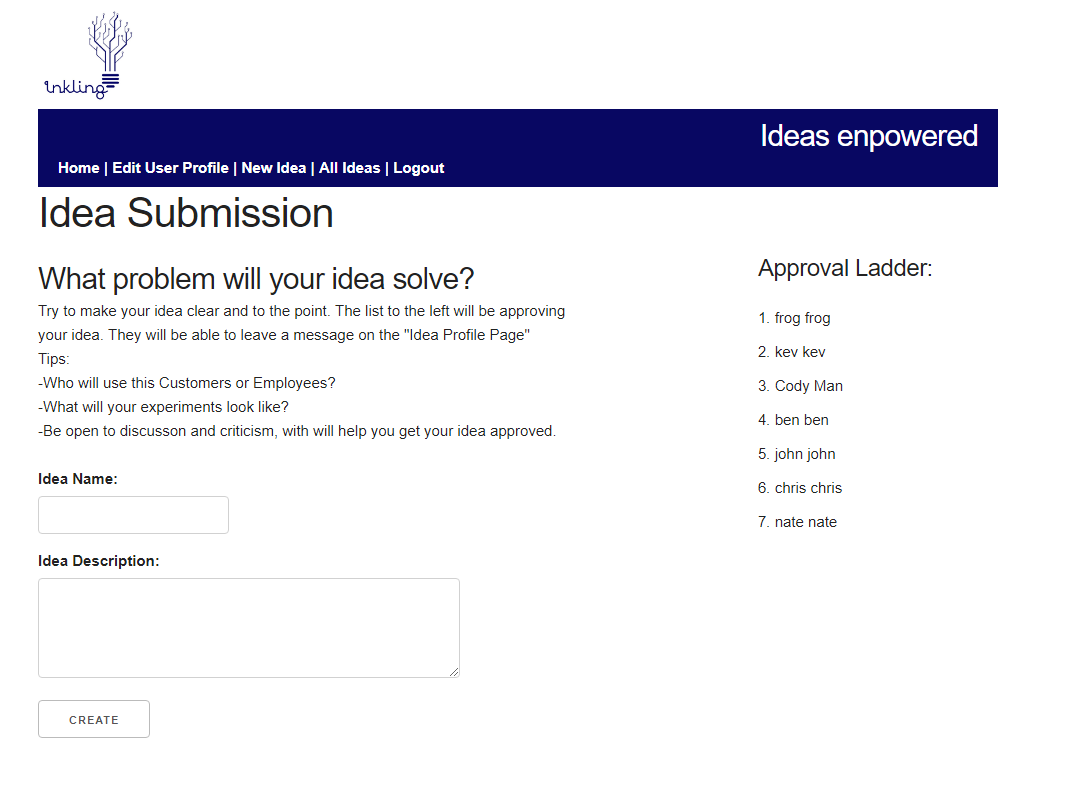 inkling
Ideas enpowered
Home | Edit User Profile | New Idea | All Ideas | Logout
Idea Submission
What problem will your idea solve?
Try to make your idea clear and to the point. The list to the left will be approving
your idea. They will be able to leave a message on the "Idea Profile Page"
Tips:
-Who will use this Customers or Employees?
-What will your experiments look like?
-Be open to discusson and criticism, with will help you get your idea approved.
Idea Name:
Idea Description:
CREATE
Approval Ladder:
1. frog frog
2. kev kev
3. Cody Man
4. ben ben
5. john john
6. chris chris
7. nate nate